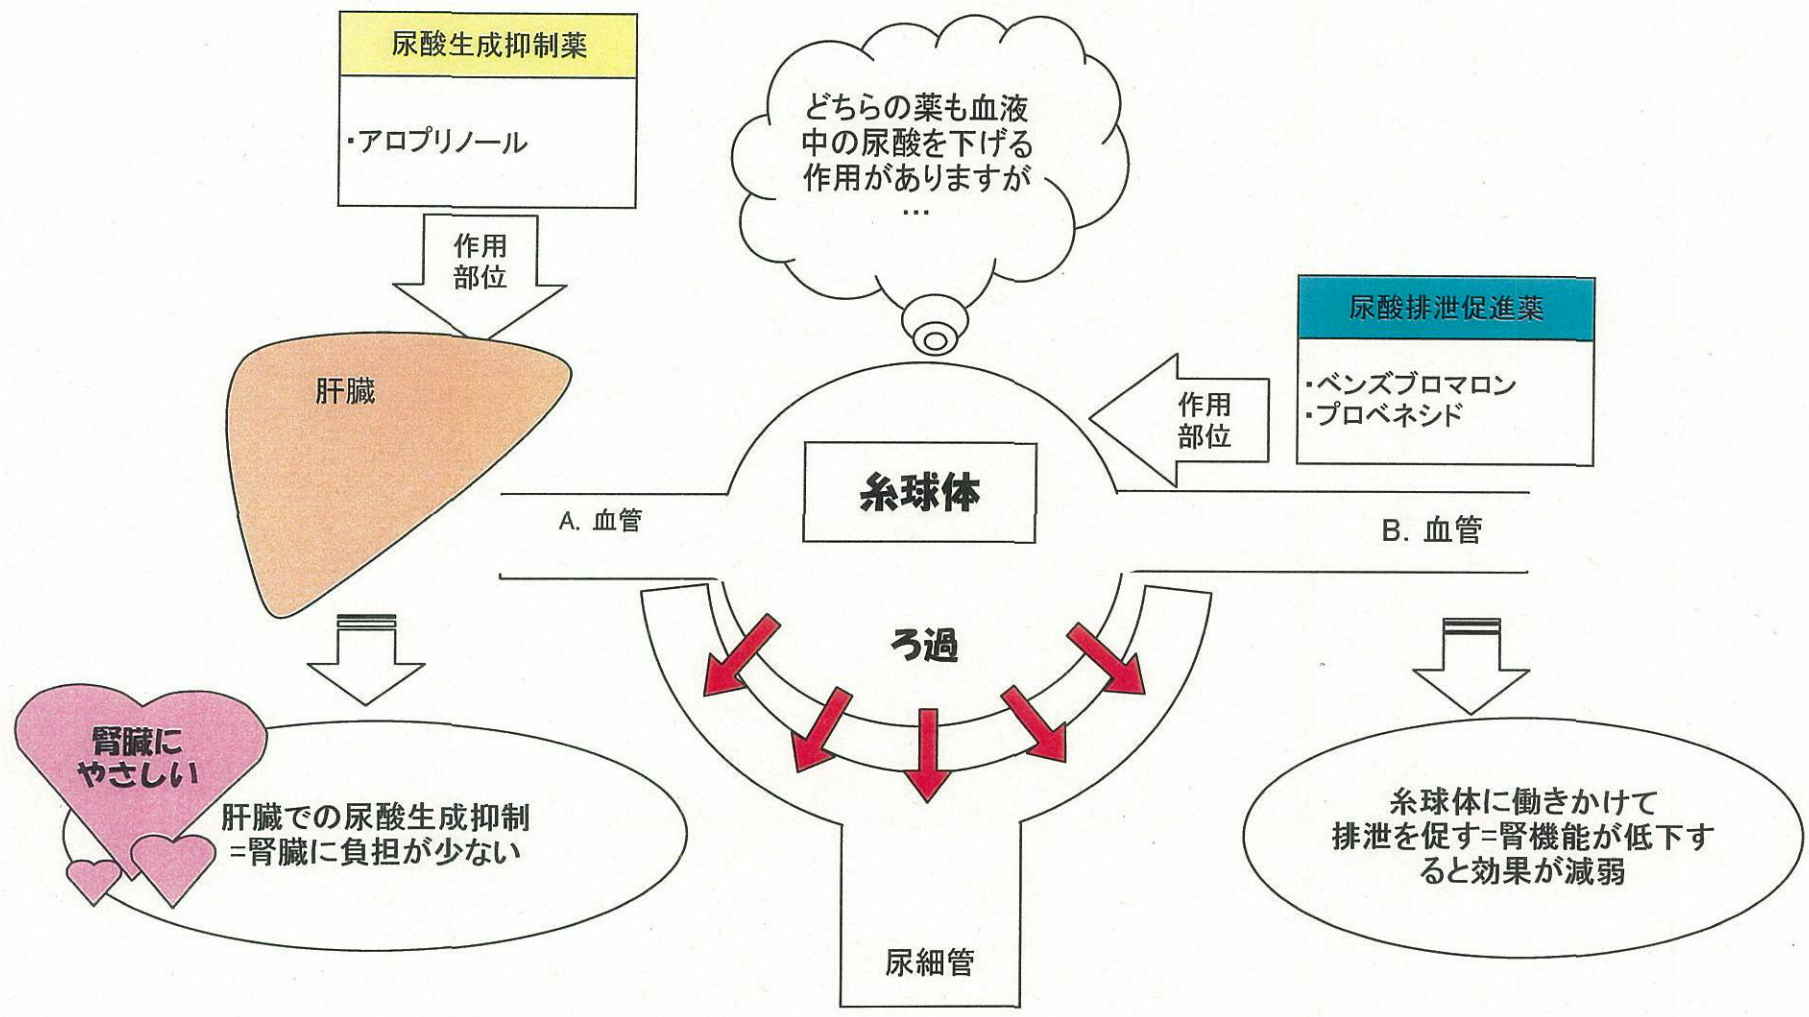 尿酸生成抑制薬
・アロプリノール
作用
部位
肝臓
どちらの薬も血液
中の尿酸を下げる
作用がありますが
…
尿酸排泄促進薬
・ベンズブロマロン
・プロベネシド
作用
部位
糸球体
A. 血管
B. 血管
ろ過
腎臓に
やさしい
肝臓での尿酸生成抑制
=腎臓に負担が少ない
糸球体に働きかけて
排泄を促す=腎機能が低下す
ると効果が減弱
尿細管